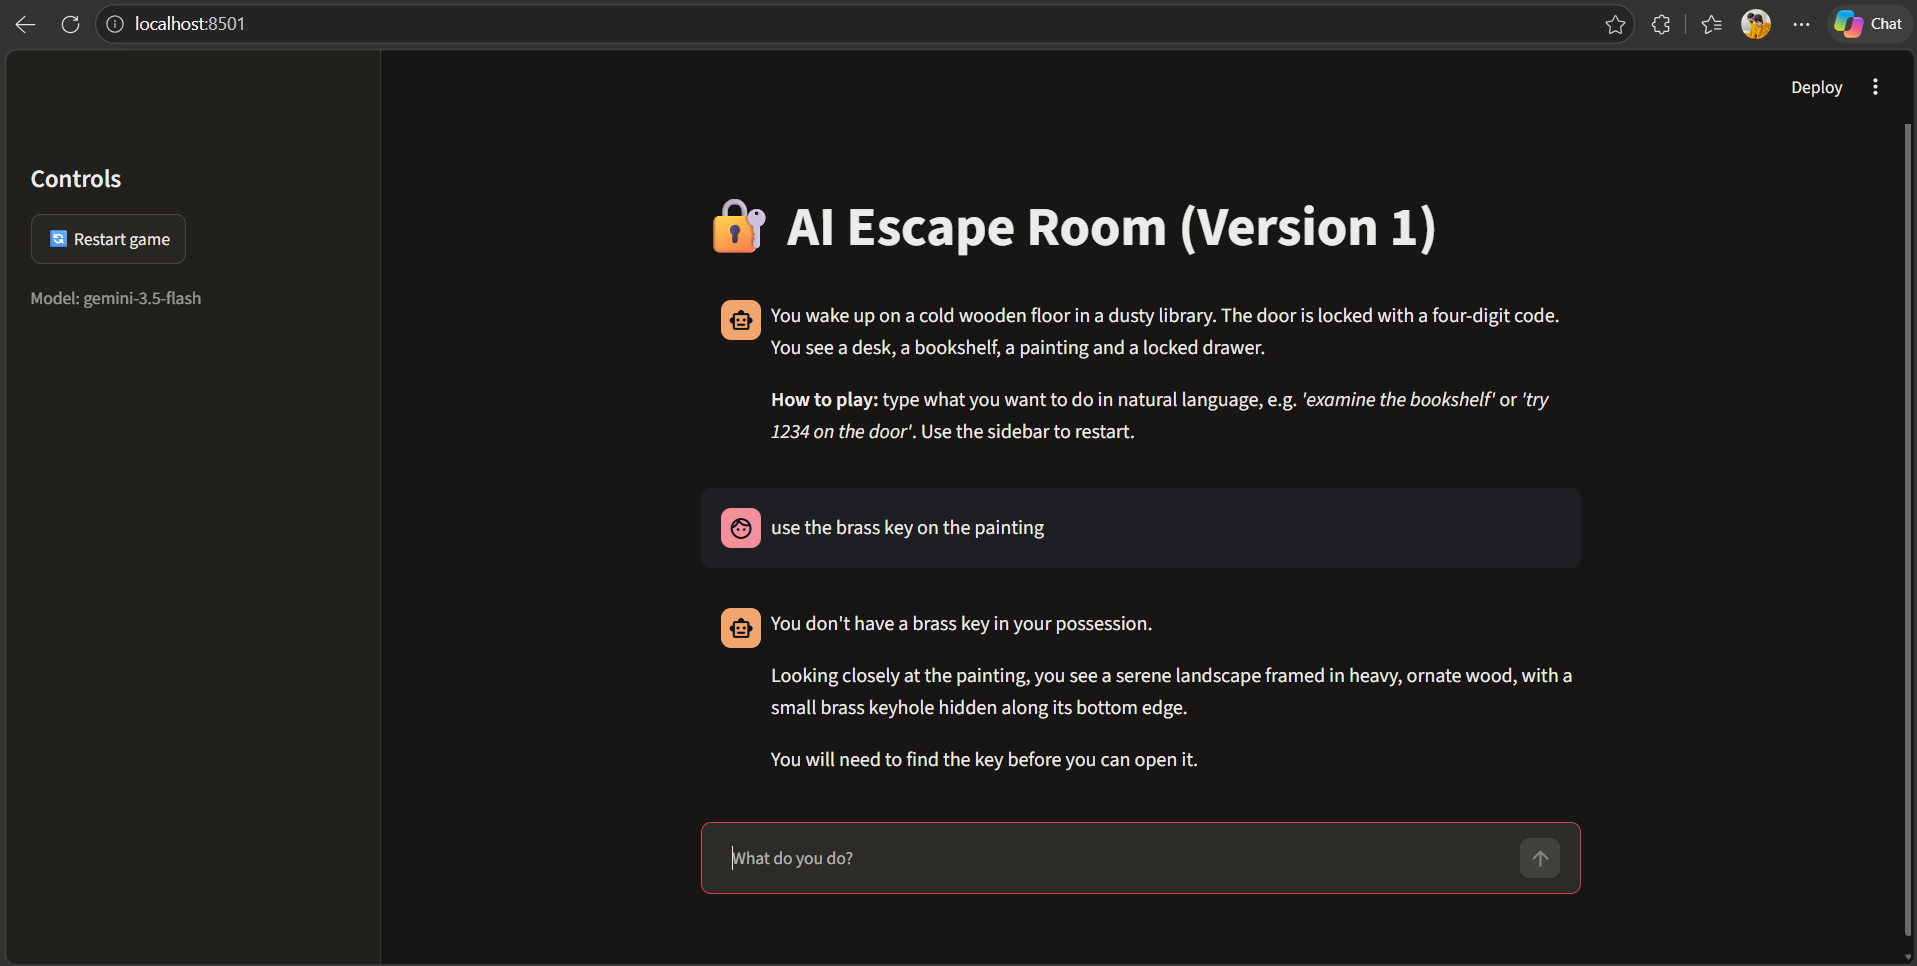 localhost:8501
Chat
Deploy
Controls
Restart game
Model: gemini-3.5-flash
AI Escape Room (Version 1)
You wake up on a cold wooden floor in a dusty library. The door is locked with a four-digit code.
You see a desk, a bookshelf, a painting and a locked drawer.
How to play: type what you want to do in natural language, e.g. 'examine the bookshelf' or 'try
1234 on the door'. Use the sidebar to restart.
use the brass key on the painting
You don't have a brass key in your possession.
Looking closely at the painting, you see a serene landscape framed in heavy, ornate wood, with a
small brass keyhole hidden along its bottom edge.
You will need to find the key before you can open it.
What do you do?